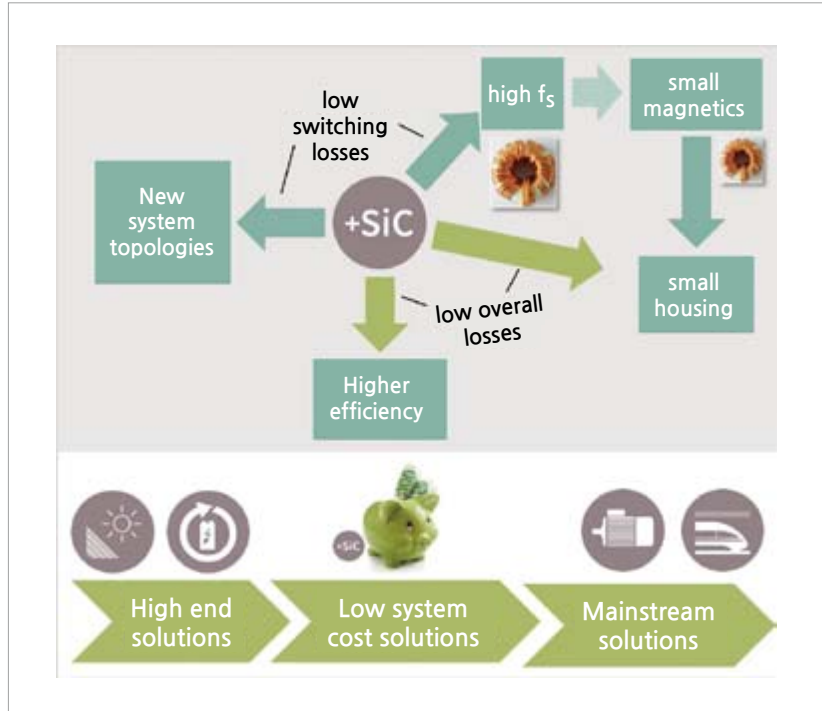 low
switching
losses
high fs
small
magnetics
New
system
topologies
+SiC
small
housing
low overall
losses
Higher
efficiency
+SiC
High end
solutions
Low system
cost solutions
Mainstream
solutions